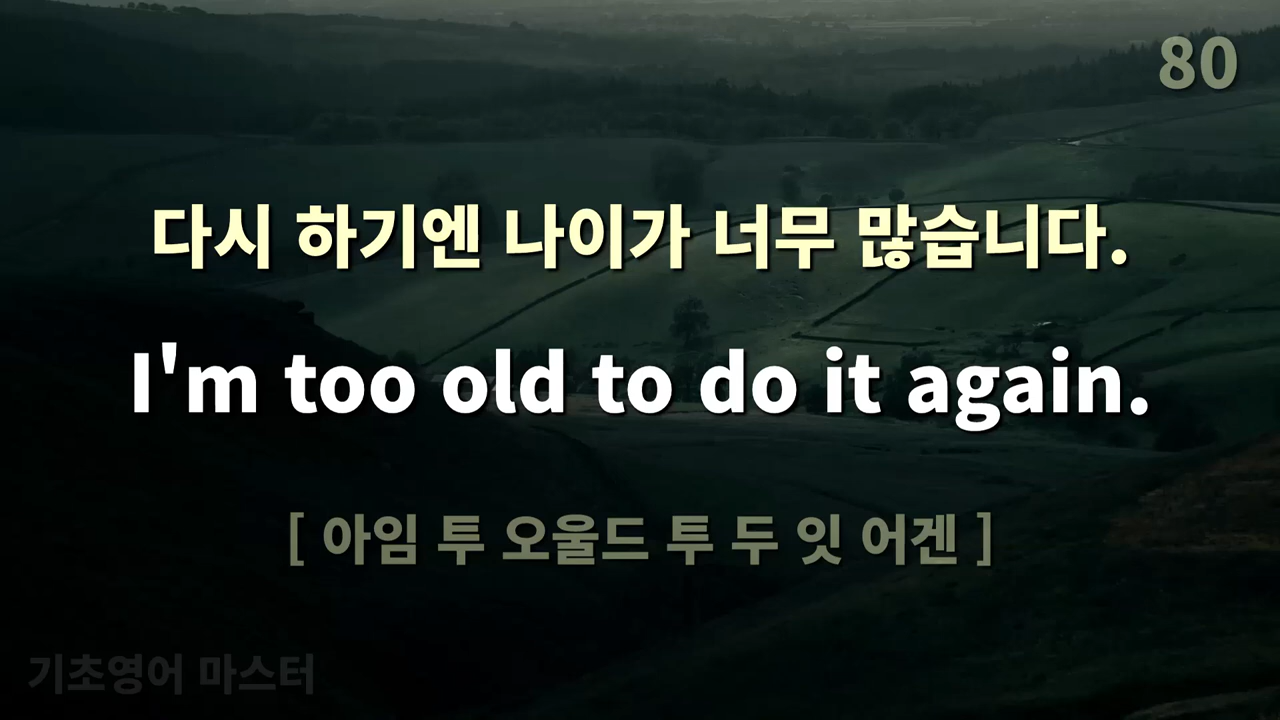 80
다시 하기엔 나이가 너무 많습니다.
I'm too old to do it again.
[ 아임 투 오울드 투 두 잇 어겐 ]
기초영어 마스터